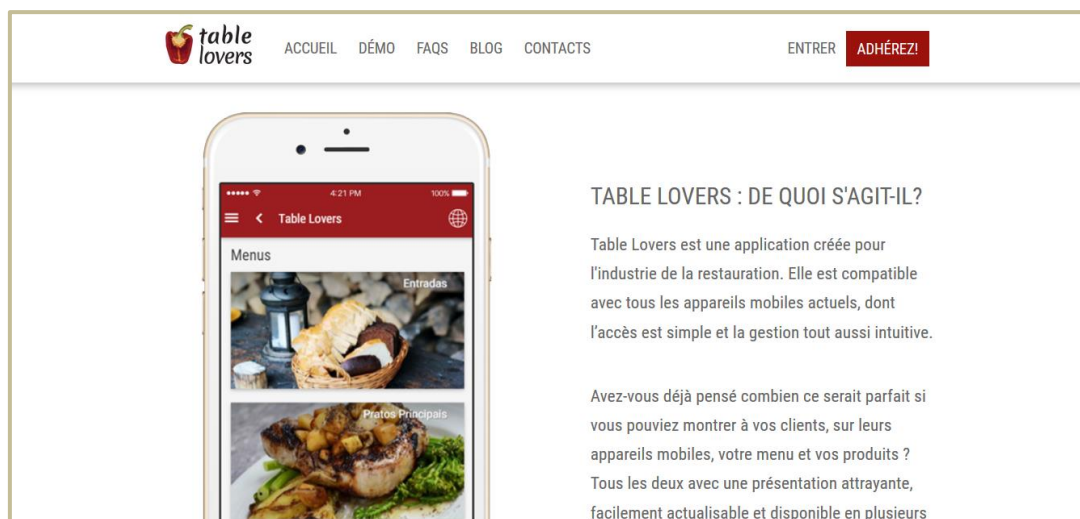 table
lovers
ACCUEIL DÉMO FAQS BLOG CONTACTS ENTRER ADHÉREZ!
4:21 PM 100%
Table Lovers
Menus
Entradas
Pratos Principais
TABLE LOVERS : DE QUOI S'AGIT-IL?
Table Lovers est une application créée pour
l'industrie de la restauration. Elle est compatible
avec tous les appareils mobiles actuels, dont
l'accès est simple et la gestion tout aussi intuitive.
Avez-vous déjà pensé combien ce serait parfait si
vous pouviez montrer à vos clients, sur leurs
appareils mobiles, votre menu et vos produits ?
Tous les deux avec une présentation attrayante,
facilement actualisable et disponible en plusieurs